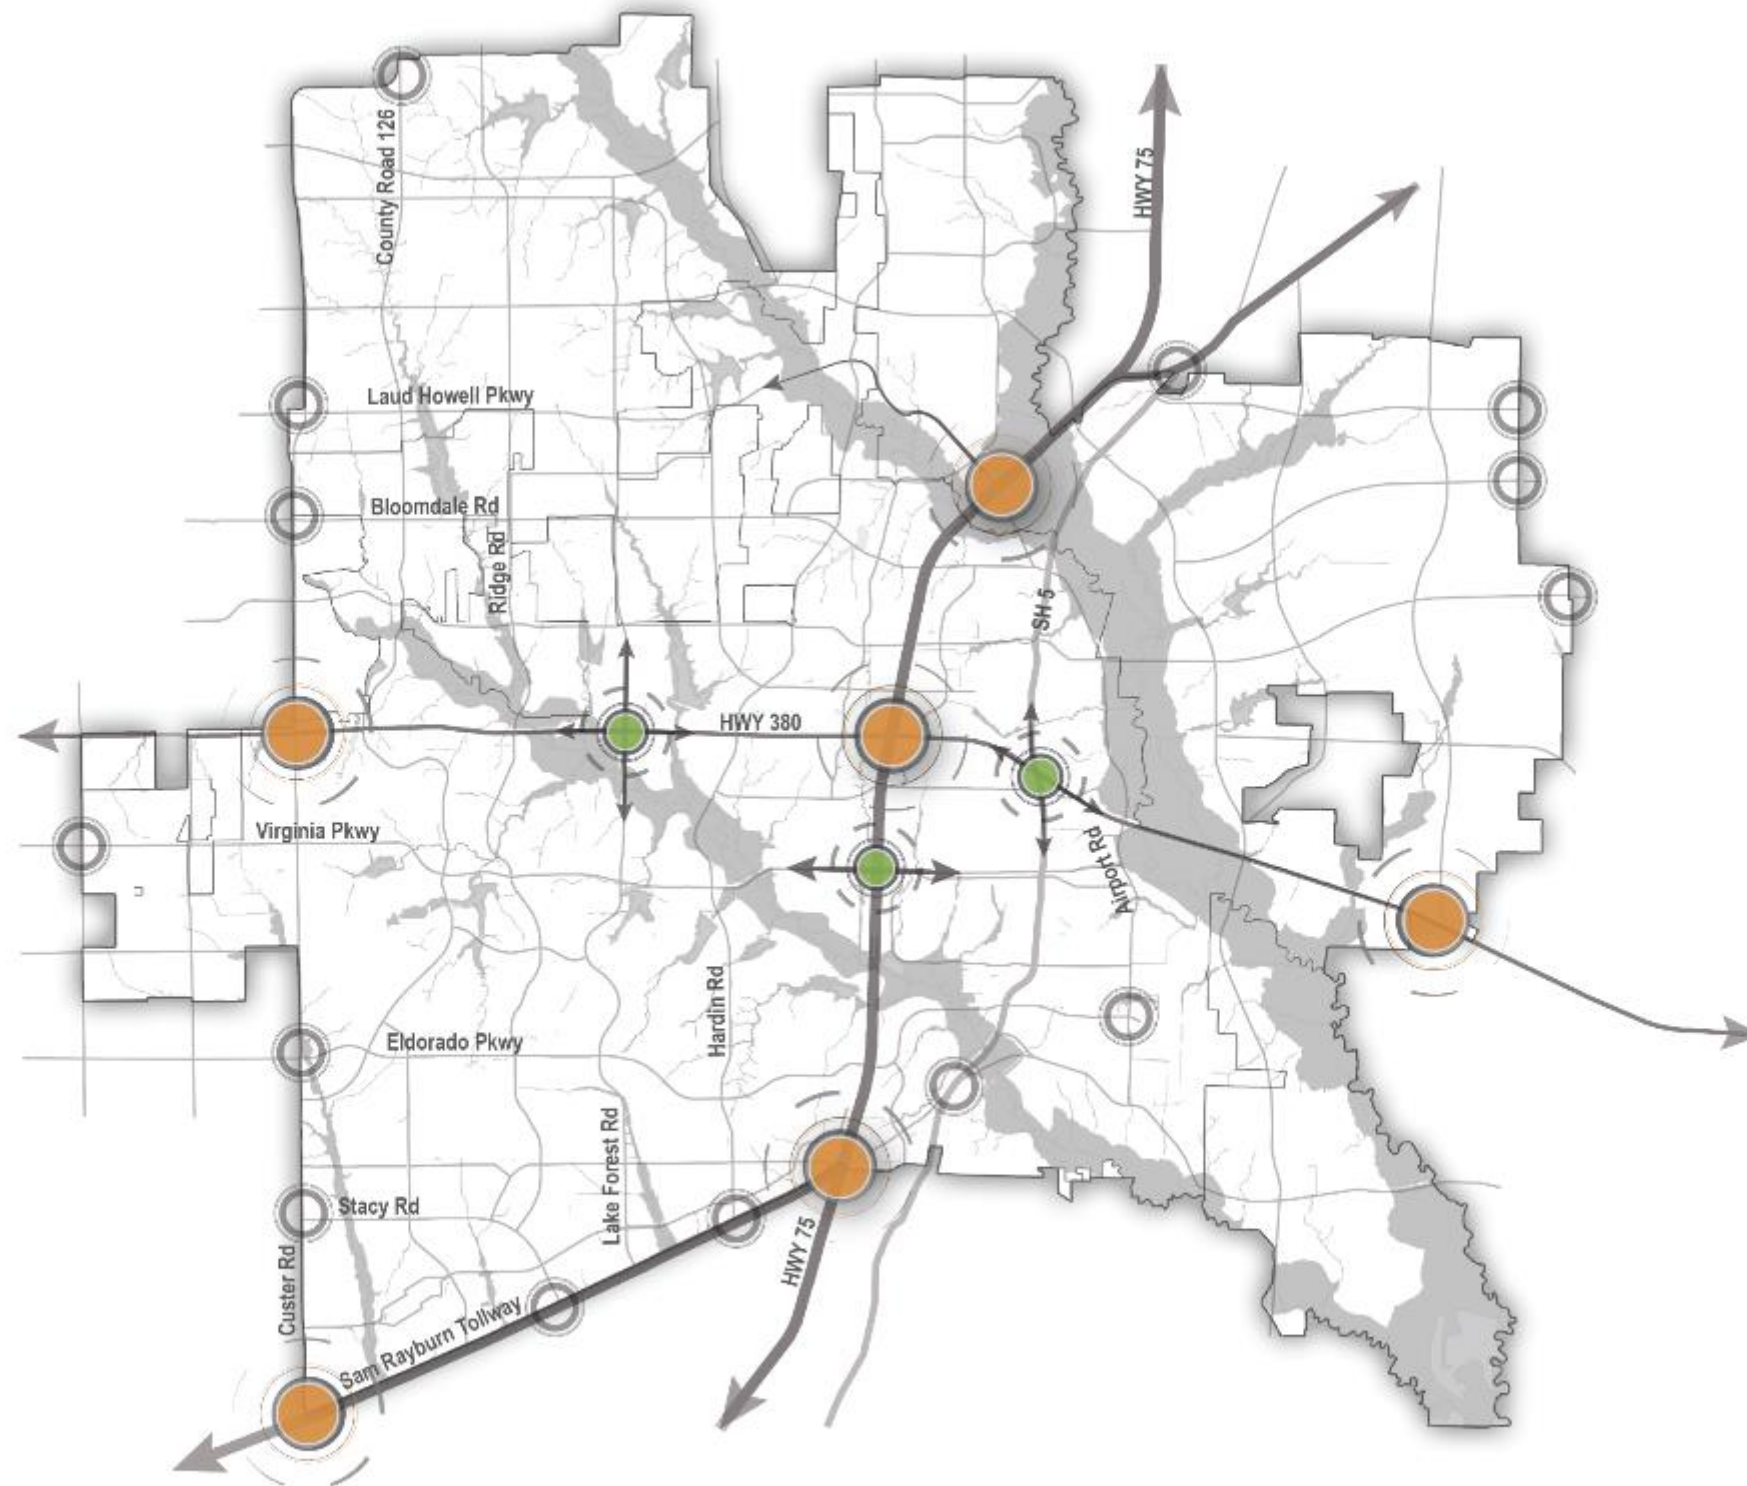 County Road 126
HWY 75
Laud Howell Pkwy
Bloomdale Rd
Ridge Rd
SH 5
HWY 380
Virginia Pkwy
Airport Rd
Hardin Rd
Eldorado Pkwy
Lake Forest Rd
Stacy Rd
HWY 75
Custer Rd
Sam Rayburn Tollway